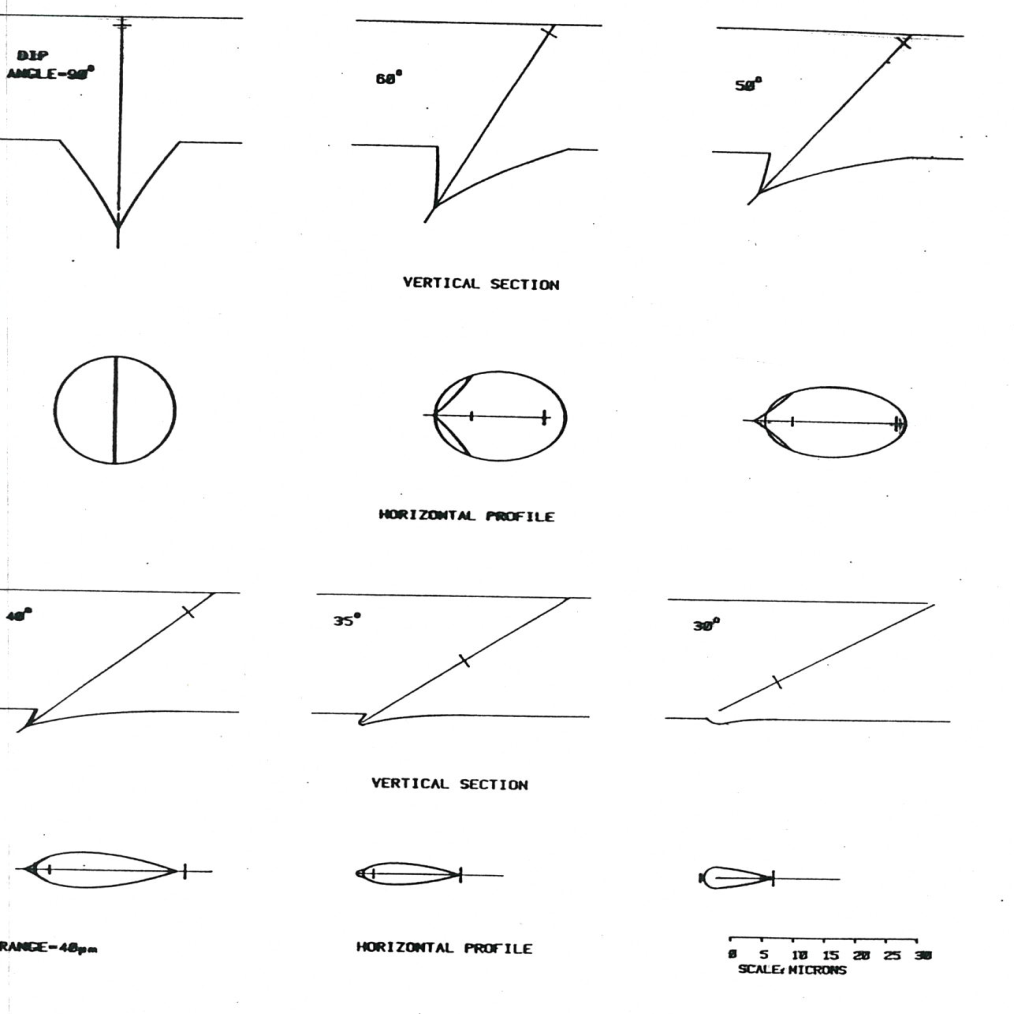 DIP
ANGLE=90°
60°
50°
VERTICAL SECTION
HORIZONTAL PROFILE
40°
35°
30°
VERTICAL SECTION
RANGE=40μm
HORIZONTAL PROFILE
0 5 10 15 20 25 30
SCALE: MICRONS